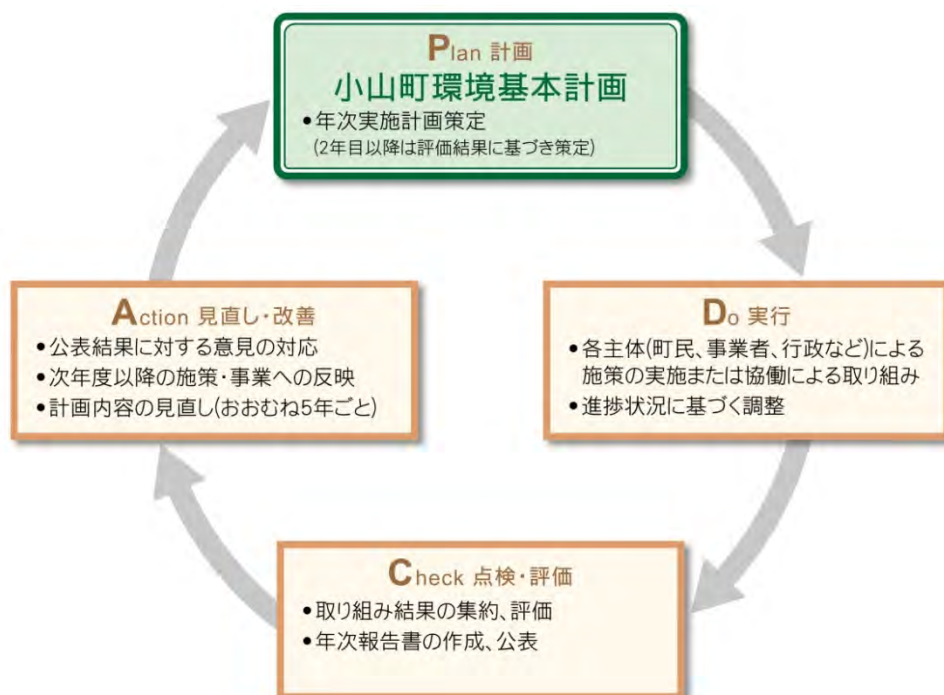 Plan 計画
小山町環境基本計画
•年次実施計画策定
(2年目以降は評価結果に基づき策定)
Do 実行
•各主体(町民、事業者、行政など)による
施策の実施または協働による取り組み
•進捗状況に基づく調整
Check 点検・評価
•取り組み結果の集約、評価
•年次報告書の作成、公表
Action 見直し・改善
•公表結果に対する意見の対応
•次年度以降の施策・事業への反映
•計画内容の見直し(おおむね5年ごと)